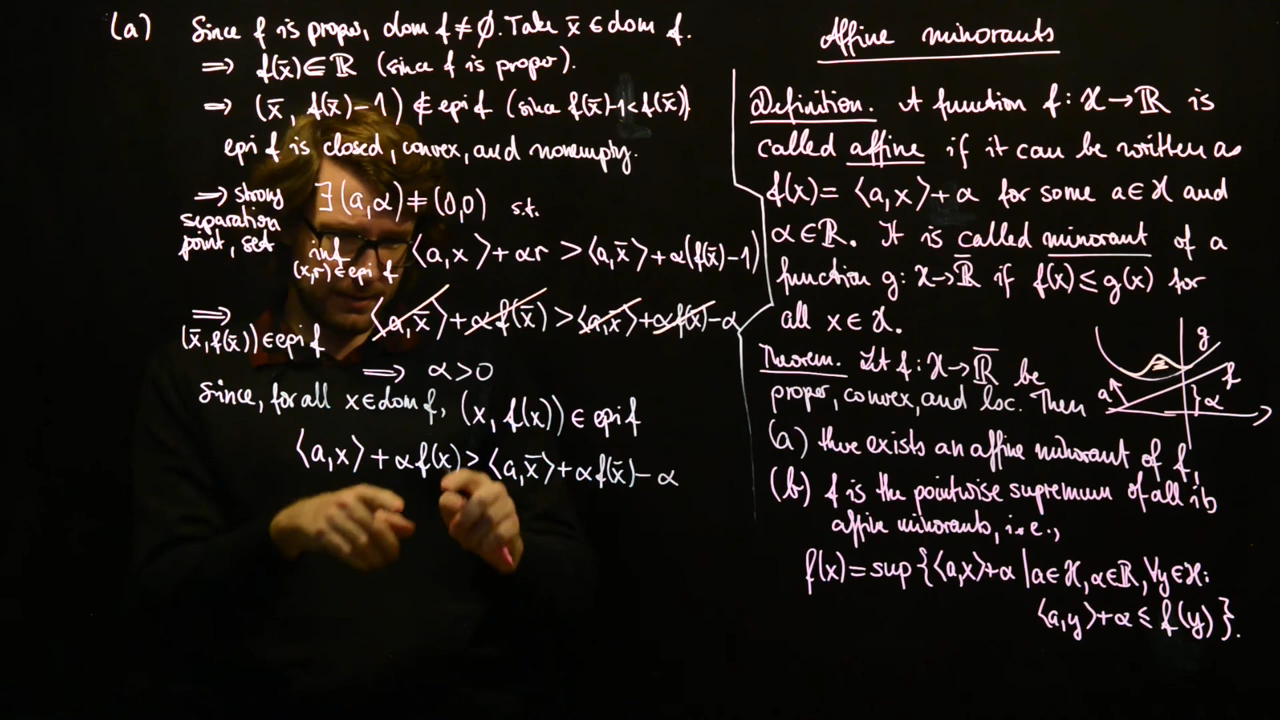 (a) Since f is proper, dom f ≠ ∅. Take x̄ ∈ dom f.
⟹ f(x̄) ∈ ℝ (since f is proper).
⟹ (x̄, f(x̄)-1) ∉ epi f (since f(x̄)-1 < f(x̄))
epi f is closed, convex, and nonempty.
⟹ strong separation point, set ∃(a,α) ≠ (0,0) s.t.
inf (x,r) ∈ epi f ⟨a,x⟩ + αr > ⟨a,x̄⟩ + α(f(x̄)-1)
⟹ (x̄, f(x̄)) ∈ epi f ⟨a,x̄⟩ + αf(x̄) > ⟨a,x̄⟩ + αf(x̄) - α
⟹ α > 0
Since, for all x ∈ dom f, (x, f(x)) ∈ epi f
⟨a,x⟩ + αf(x) > ⟨a,x̄⟩ + αf(x̄) - α
Affine minorants
Definition. A function f: X → ℝ is
called affine if it can be written as
f(x) = ⟨a,x⟩ + α for some a ∈ X and
α ∈ ℝ. It is called minorant of a
function g: X → ℝ̄ if f(x) ≤ g(x) for
all x ∈ X.
Theorem. Let f: X → ℝ̄ be
proper, convex, and lsc. Then
g
f
a
α
(a) there exists an affine minorant of f,
(b) f is the pointwise supremum of all its
affine minorants, i.e.,
f(x) = sup {⟨a,x⟩+α | a ∈ X, α ∈ ℝ, ∀y ∈ X:
⟨a,y⟩ + α ≤ f(y)}.